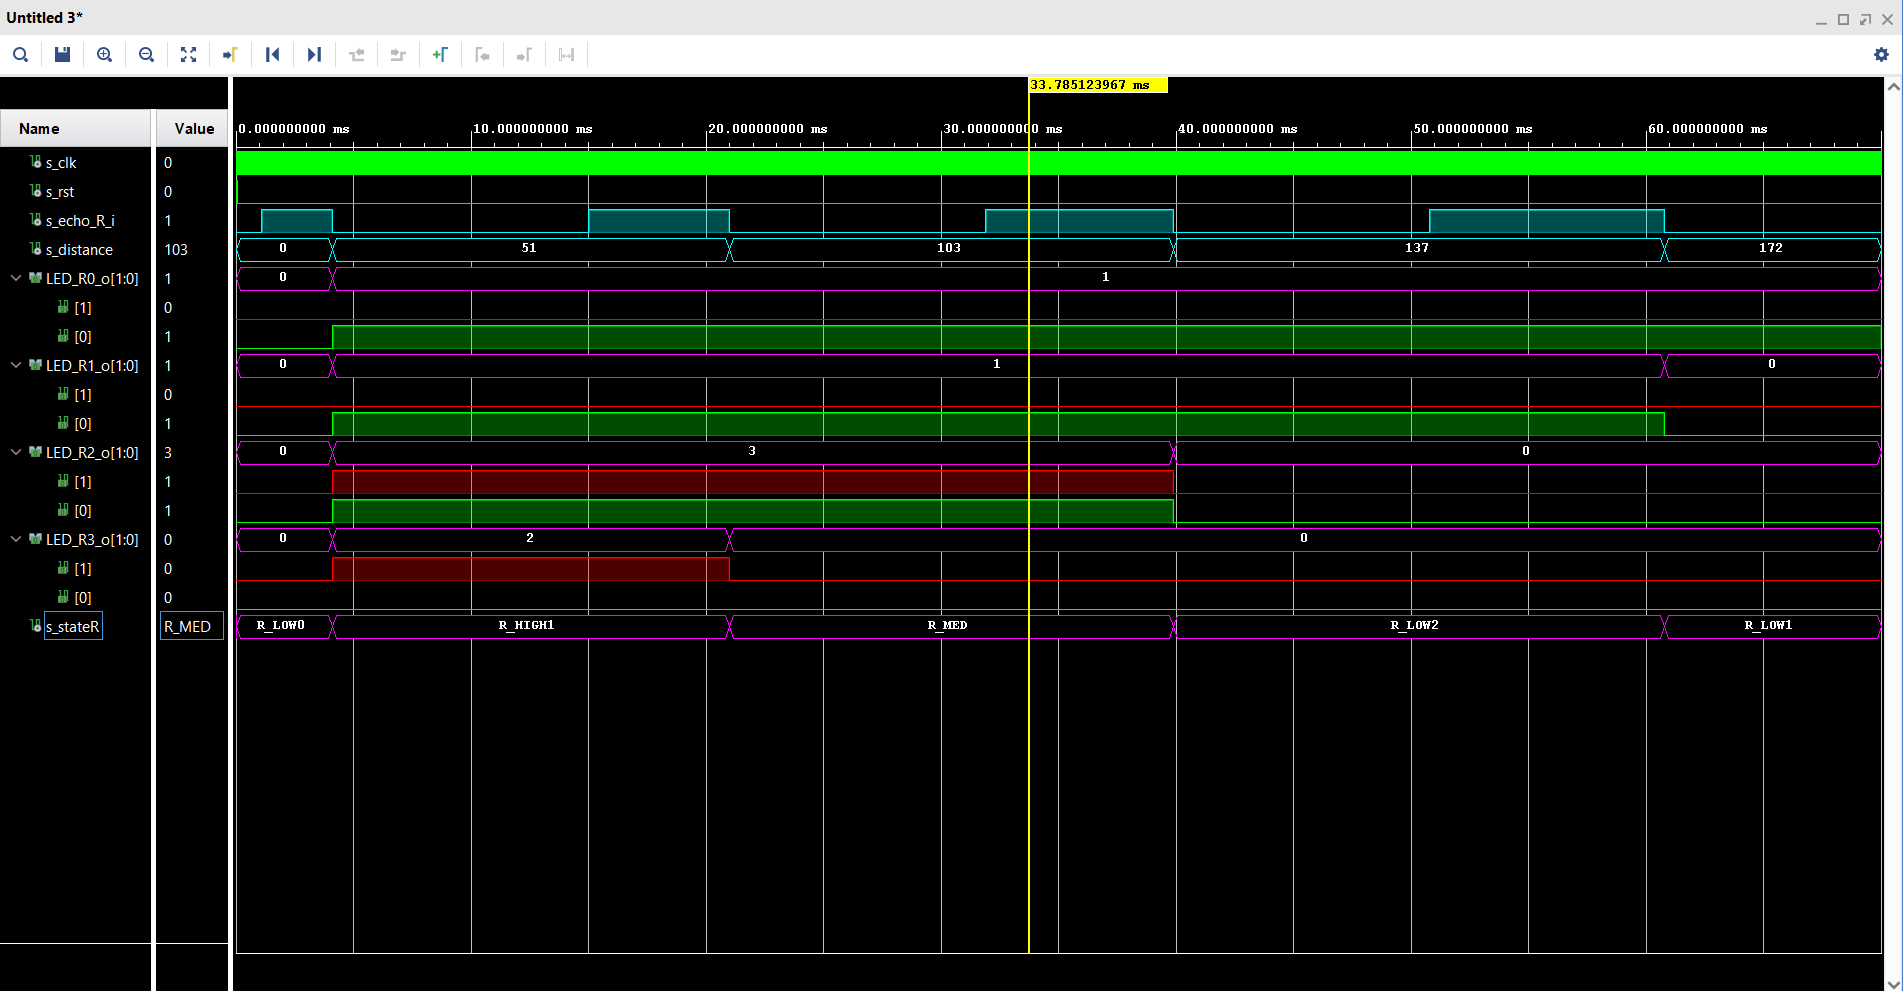 Untitled 3*
33.785123967 ms
Name Value
0.000000000 ms 10.000000000 ms 20.000000000 ms 30.000000000 ms 40.000000000 ms 50.000000000 ms 60.000000000 ms
s_clk 0
s_rst 0
s_echo_R_i 1
s_distance 103 0 51 103 137 172
LED_R0_o[1:0] 1 0 1
[1] 0
[0] 1
LED_R1_o[1:0] 1 0 1 0
[1] 0
[0] 1
LED_R2_o[1:0] 3 0 3 0
[1] 1
[0] 1
LED_R3_o[1:0] 0 0 2 0
[1] 0
[0] 0
s_stateR R_MED R_LOW0 R_HIGH1 R_MED R_LOW2 R_LOW1